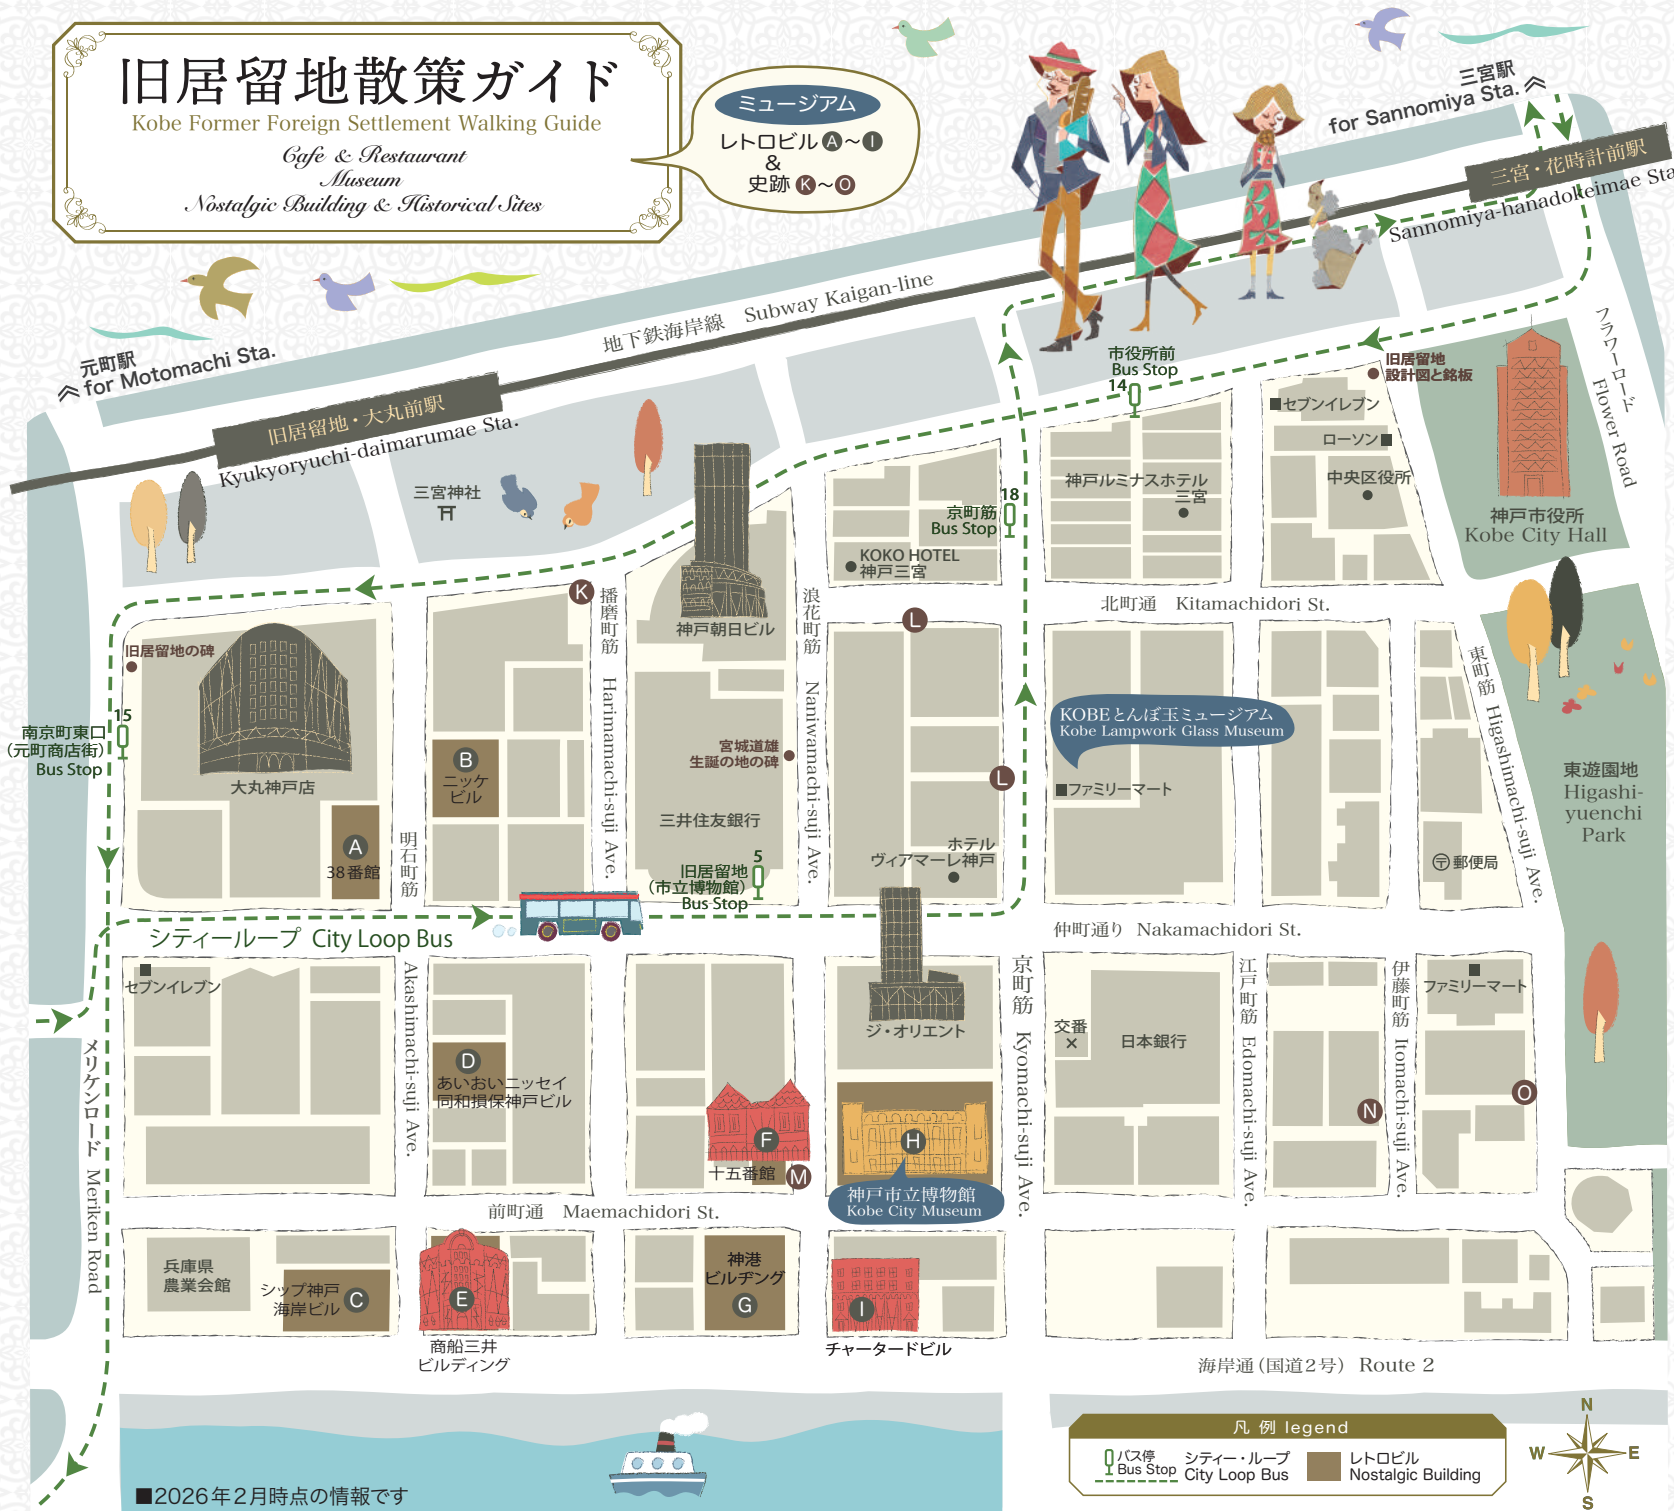 旧居留地散策ガイド
Kobe Former Foreign Settlement Walking Guide
Cafe & Restaurant
Museum
Nostalgic Building & Historical Sites
ミュージアム
レトロビル A～I
&
史跡 K～O
三宮駅
for Sannomiya Sta.
三宮・花時計前駅
Sannomiya-hanadokeimae Sta
地下鉄海岸線 Subway Kaigan-line
元町駅
for Motomachi Sta.
旧居留地・大丸前駅
Kyukyoryuchi-daimarumae Sta.
フラワーロード Flower Road
市役所前
Bus Stop
14
旧居留地
設計図と銘板
セブンイレブン
ローソン
中央区役所
神戸ルミナスホテル
三宮
神戸市役所
Kobe City Hall
三宮神社
18
京町筋
Bus Stop
KOKO HOTEL
神戸三宮
K
播磨町筋 Harimamachi-suji Ave.
神戸朝日ビル
浪花町筋 Naniwamachi-suji Ave.
L
北町通 Kitamachidori St.
旧居留地の碑
15
南京町東口
（元町商店街）
Bus Stop
大丸神戸店
A
38番館
明石町筋
Akashimachi-suji Ave.
B
ニッケ
ビル
宮城道雄
生誕の地の碑
三井住友銀行
5
旧居留地
（市立博物館）
Bus Stop
L
ホテル
ヴィアマーレ神戸
KOBEとんぼ玉ミュージアム
Kobe Lampwork Glass Museum
ファミリーマート
東町筋 Higashimachi-suji Ave.
郵便局
東遊園地
Higashi-
yuenchi
Park
シティーループ City Loop Bus
仲町通り Nakamachidori St.
セブンイレブン
D
あいおいニッセイ
同和損保神戸ビル
F
十五番館
M
ジ・オリエント
H
神戸市立博物館
Kobe City Museum
京町筋 Kyomachi-suji Ave.
交番
日本銀行
江戸町筋 Edomachi-suji Ave.
伊藤町筋 Itomachi-suji Ave.
ファミリーマート
N
O
メリケンロード Meriken Road
前町通 Maemachidori St.
兵庫県
農業会館
シップ神戸
海岸ビル
C
E
商船三井
ビルディング
神港
ビルヂング
G
I
チャータードビル
海岸通（国道2号） Route 2
凡 例 legend
バス停
Bus Stop
シティー・ループ
City Loop Bus
レトロビル
Nostalgic Building
N
W
E
S
■2026年2月時点の情報です